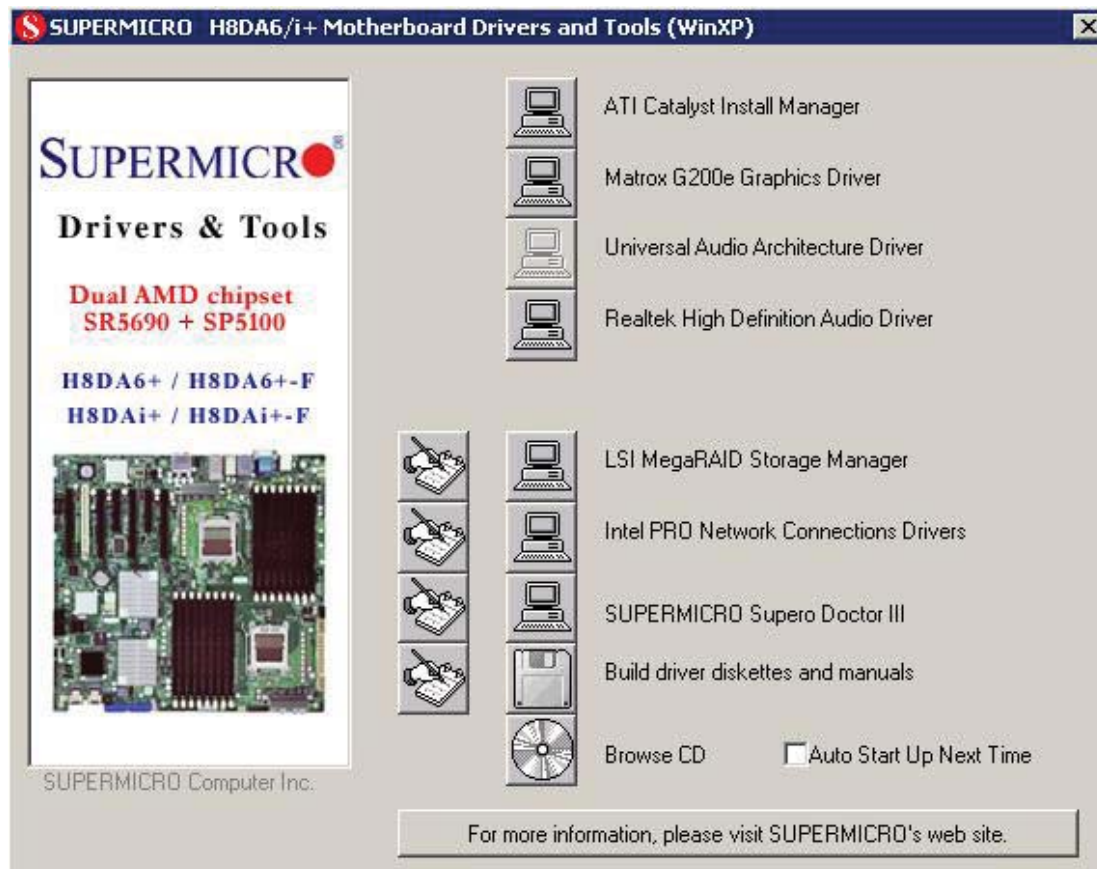 SUPERMICRO H8DA6/i+ Motherboard Drivers and Tools (WinXP)
SUPERMICRO®
Drivers & Tools
Dual AMD chipset
SR5690 + SP5100
H8DA6+ / H8DA6+-F
H8DAi+ / H8DAi+-F
SUPERMICRO Computer Inc.
ATI Catalyst Install Manager
Matrox G200e Graphics Driver
Universal Audio Architecture Driver
Realtek High Definition Audio Driver
LSI MegaRAID Storage Manager
Intel PRO Network Connections Drivers
SUPERMICRO Supero Doctor III
Build driver diskettes and manuals
Browse CD
Auto Start Up Next Time
For more information, please visit SUPERMICRO's web site.